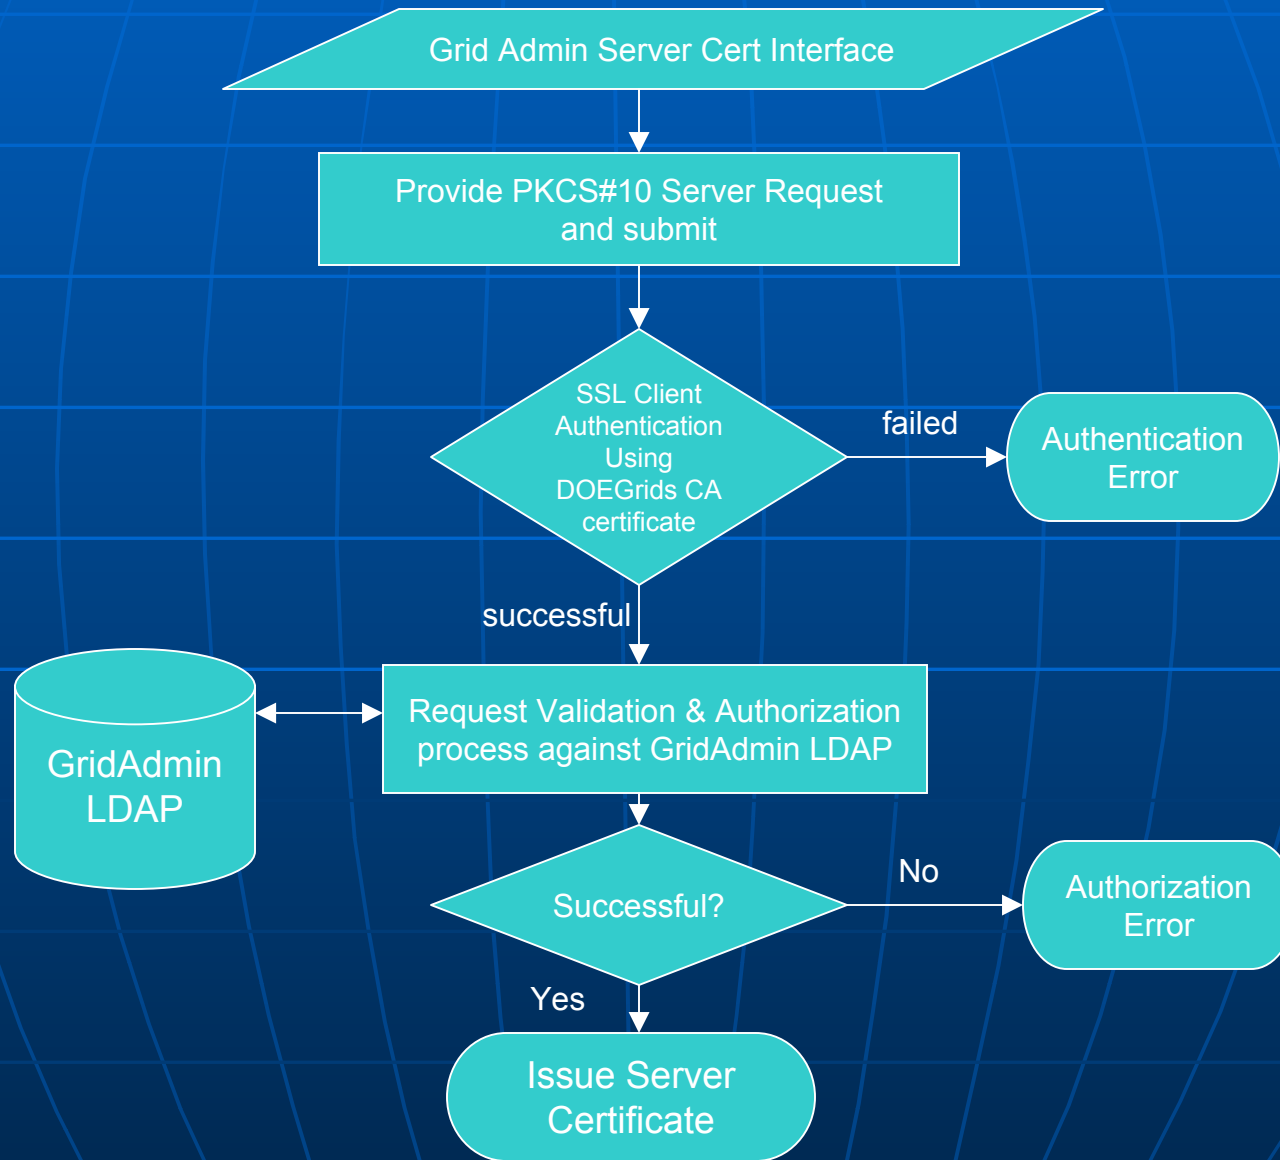 Grid Admin Server Cert Interface
Provide PKCS#10 Server Request
and submit
SSL Client
Authentication
Using
DOEGrids CA
certificate
failed
Authentication
Error
successful
Request Validation & Authorization
process against GridAdmin LDAP
GridAdmin
LDAP
Successful?
No
Authorization
Error
Yes
Issue Server
Certificate